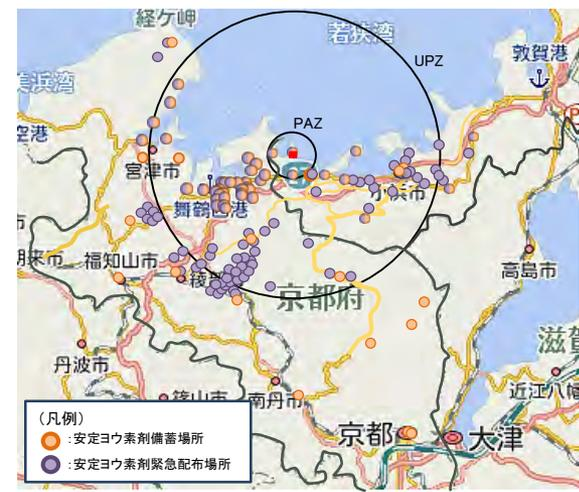 経ケ岬
若狭湾
UPZ
敦賀港
美浜湾
PAZ
空港
宮津市
小浜市
舞鶴
港
福知山市
綾
高島市
京都府
丹波市
滋賀
篠山市
南丹市
近江八
京都
大津
（凡例）
：安定ヨウ素剤備蓄場所
：安定ヨウ素剤緊急配布場所